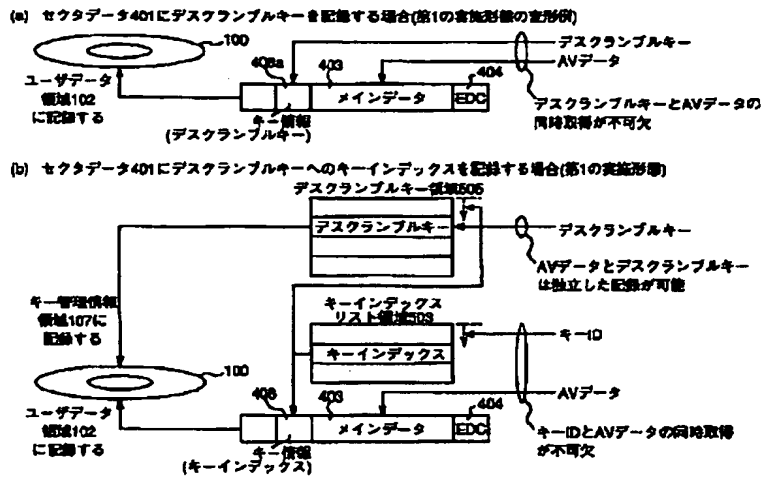 (a) セクタデータ401にデスクランブルキーを記録する場合(第1の実施形態の変形例)
100
デスクランブルキー
406a
403
AVデータ
404
ユーザデータ
領域102
に記録する
メインデータ
EDC
キー情報
(デスクランブルキー)
デスクランブルキーとAVデータの
同時取得が不可欠
(b) セクタデータ401にデスクランブルキーへのキーインデックスを記録する場合(第1の実施形態)
デスクランブルキー領域505
デスクランブルキー
デスクランブルキー
AVデータとデスクランブルキー
は独立した記録が可能
キー管理情報
領域107に
記録する
キーインデックス
リスト領域503
キーID
キーインデックス
100
406
403
AVデータ
404
ユーザデータ
領域102
に記録する
メインデータ
EDC
キー情報
(キーインデックス)
キーIDとAVデータの同時取得
が不可欠